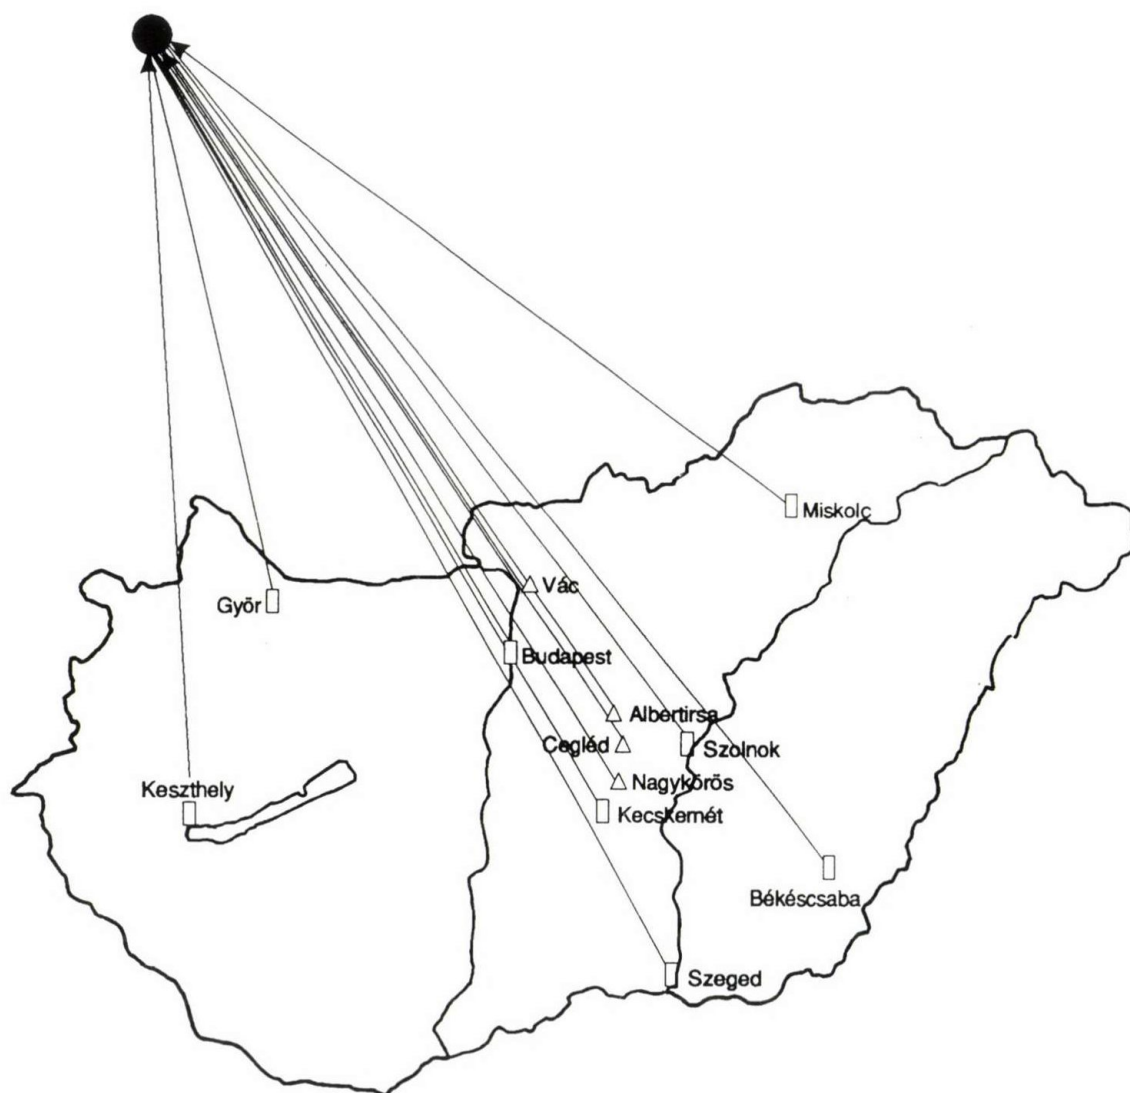 Miskolc
Vác
Győr
Budapest
Albertirsa
Cegléd
Szolnok
Nagykőrös
Keszthely
Kecskemét
Békéscsaba
Szeged